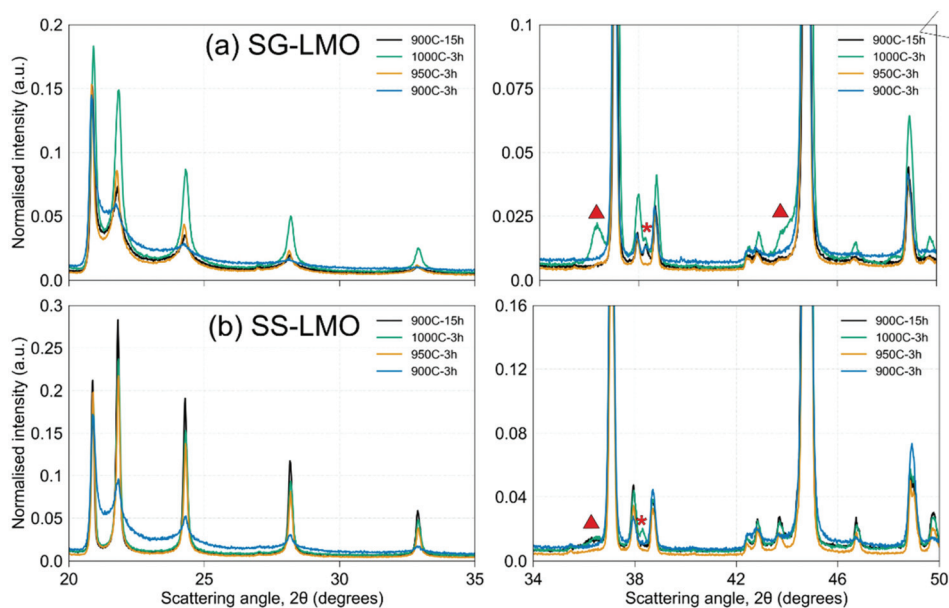 (a) SG-LMO
Normalised intensity (a.u.)
0.2
0.15
0.1
0.05
0.0
900C-15h
1000C-3h
950C-3h
900C-3h
0.1
0.075
0.05
0.025
0.0
900C-15h
1000C-3h
950C-3h
900C-3h
*
(b) SS-LMO
Normalised intensity (a.u.)
0.3
0.25
0.2
0.15
0.1
0.05
0.0
900C-15h
1000C-3h
950C-3h
900C-3h
20 25 30 35
Scattering angle, 2θ (degrees)
0.16
0.12
0.08
0.04
0.0
900C-15h
1000C-3h
950C-3h
900C-3h
*
34 38 42 46 50
Scattering angle, 2θ (degrees)